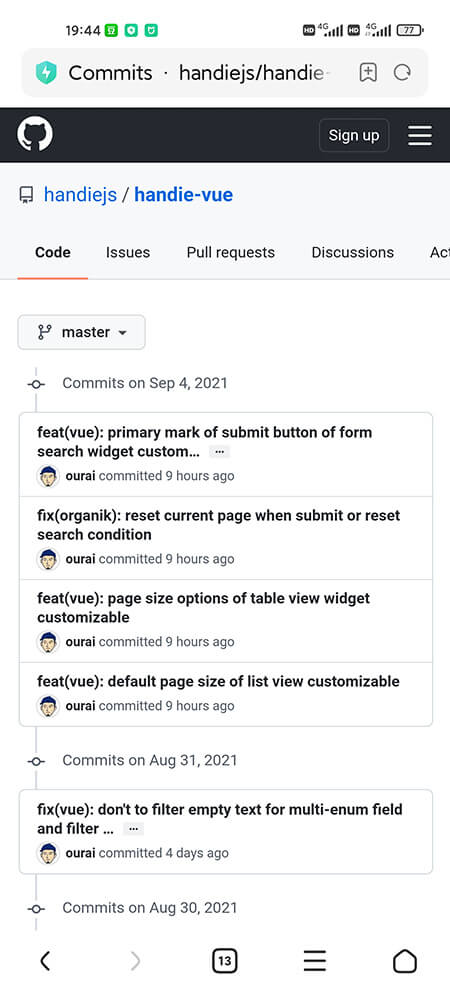 19:44 HD 4G HD 4G 77
Commits · handiejs/handie-
Sign up
handiejs / handie-vue
Code Issues Pull requests Discussions Act
master
Commits on Sep 4, 2021
feat(vue): primary mark of submit button of form
search widget custom… …
ourai committed 9 hours ago
fix(organik): reset current page when submit or reset
search condition
ourai committed 9 hours ago
feat(vue): page size options of table view widget
customizable
ourai committed 9 hours ago
feat(vue): default page size of list view customizable
ourai committed 9 hours ago
Commits on Aug 31, 2021
fix(vue): don't to filter empty text for multi-enum field
and filter … …
ourai committed 4 days ago
Commits on Aug 30, 2021
13